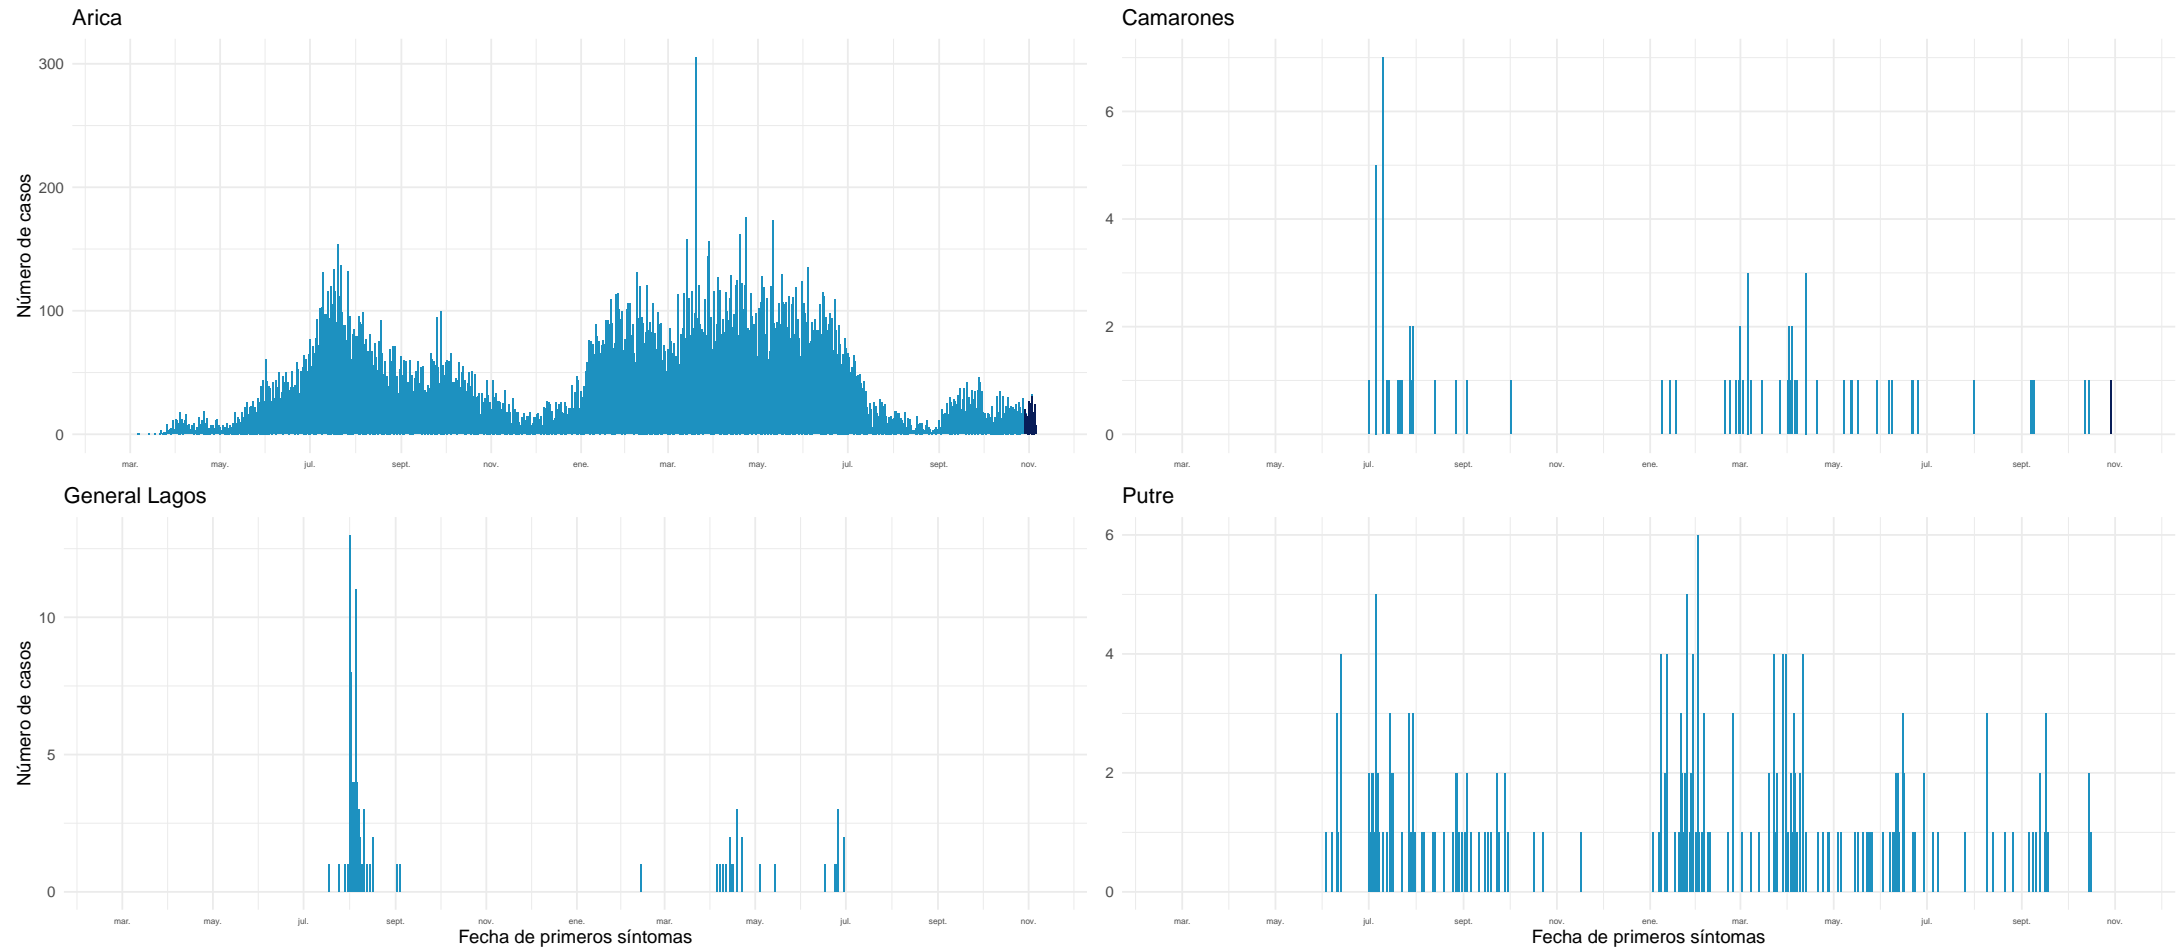 Arica
Número de casos
300
200
100
0
mar. may. jul. sept. nov. ene. mar. may. jul. sept. nov.
Camarones
6
4
2
0
mar. may. jul. sept. nov. ene. mar. may. jul. sept. nov.
General Lagos
Número de casos
10
5
0
mar. may. jul. sept. nov. ene. mar. may. jul. sept. nov.
Fecha de primeros síntomas
Putre
6
4
2
0
mar. may. jul. sept. nov. ene. mar. may. jul. sept. nov.
Fecha de primeros síntomas